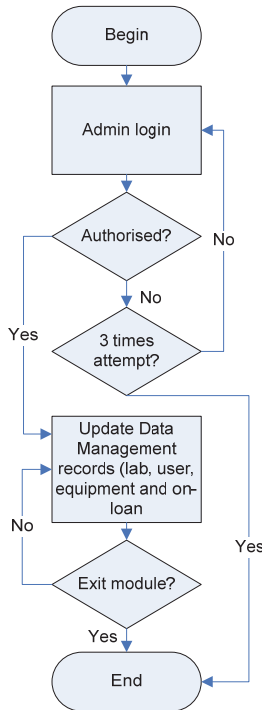 Begin
Admin login
Authorised?
No
No
Yes
3 times
attempt?
Update Data
Management
records (lab, user,
equipment and on-
loan
No
Yes
Exit module?
Yes
End